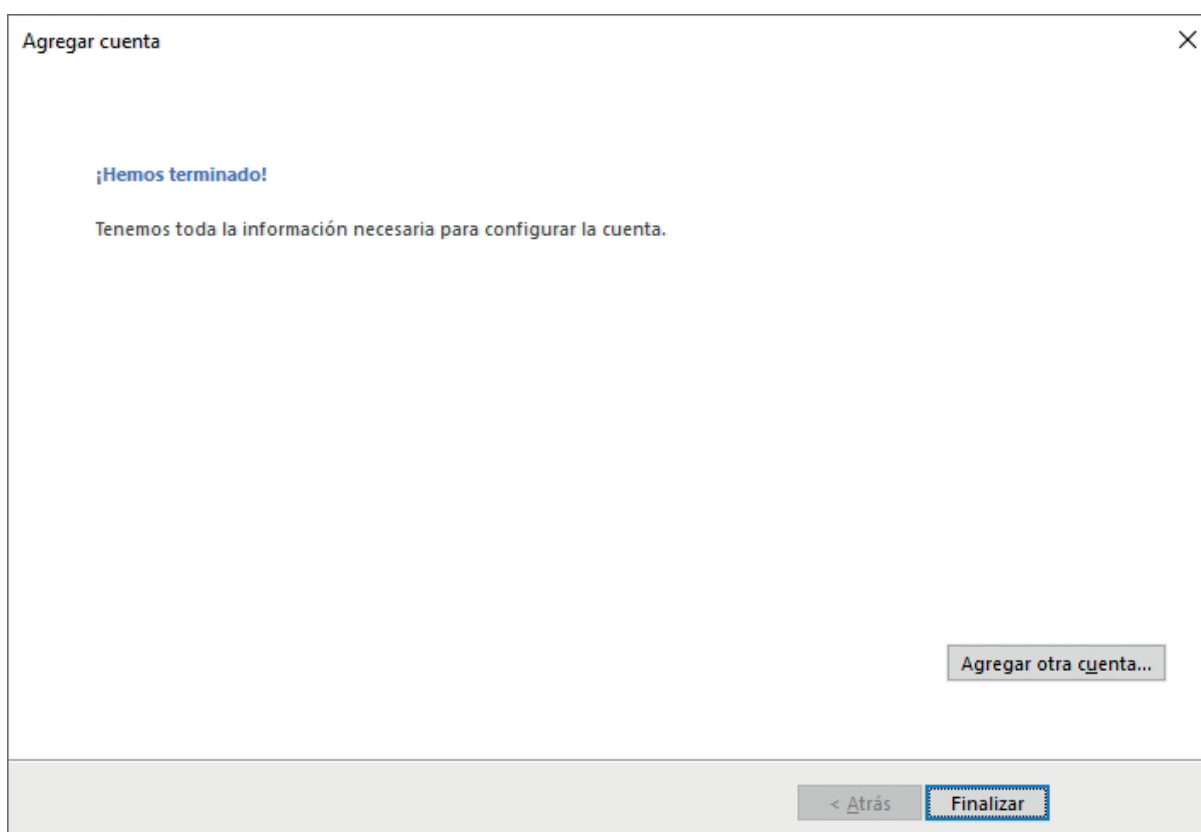 Agregar cuenta
¡Hemos terminado!
Tenemos toda la información necesaria para configurar la cuenta.
Agregar otra cuenta...
< Atrás
Finalizar